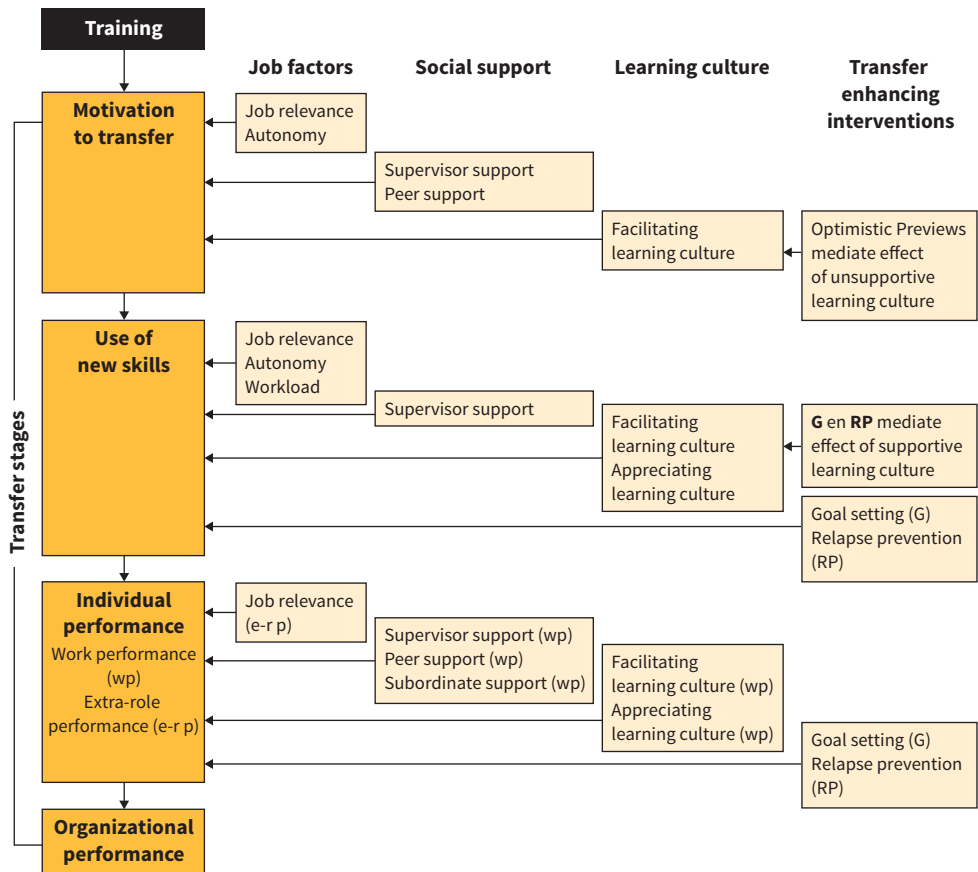 Training
Job factors
Social support
Learning culture
Transfer
enhancing
interventions
Transfer stages
Motivation
to transfer
Job relevance
Autonomy
Supervisor support
Peer support
Facilitating
learning culture
Optimistic Previews
mediate effect
of unsupportive
learning culture
Use of
new skills
Job relevance
Autonomy
Workload
Supervisor support
Facilitating
learning culture
Appreciating
learning culture
G en RP mediate
effect of supportive
learning culture
Goal setting (G)
Relapse prevention
(RP)
Individual
performance
Work performance
(wp)
Extra-role
performance (e-r p)
Job relevance
(e-r p)
Supervisor support (wp)
Peer support (wp)
Subordinate support (wp)
Facilitating
learning culture (wp)
Appreciating
learning culture (wp)
Goal setting (G)
Relapse prevention
(RP)
Organizational
performance